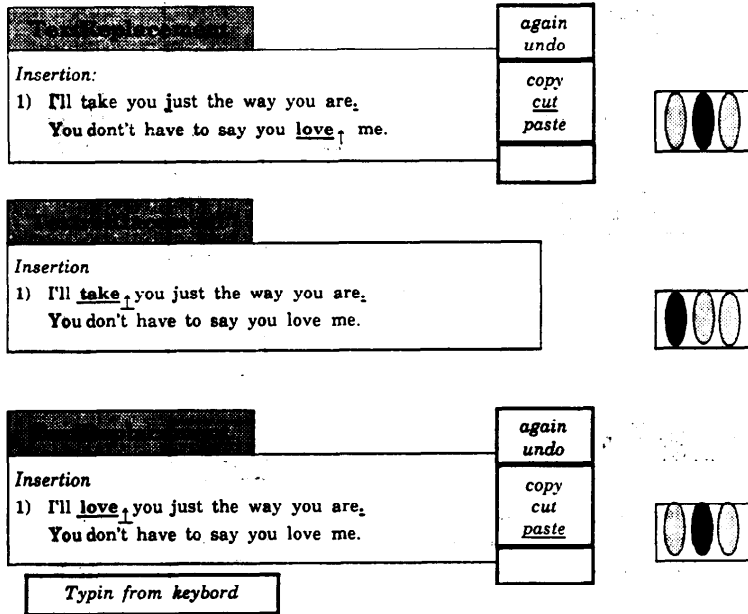 TextReplacement
again
undo
Insertion:
1) I'll take you just the way you are.
You dont't have to say you love me.
copy
cut
paste
Insertion
1) I'll take you just the way you are.
You don't have to say you love me.
again
undo
Insertion
1) I'll love you just the way you are.
You don't have to say you love me.
copy
cut
paste
Typin from keybord